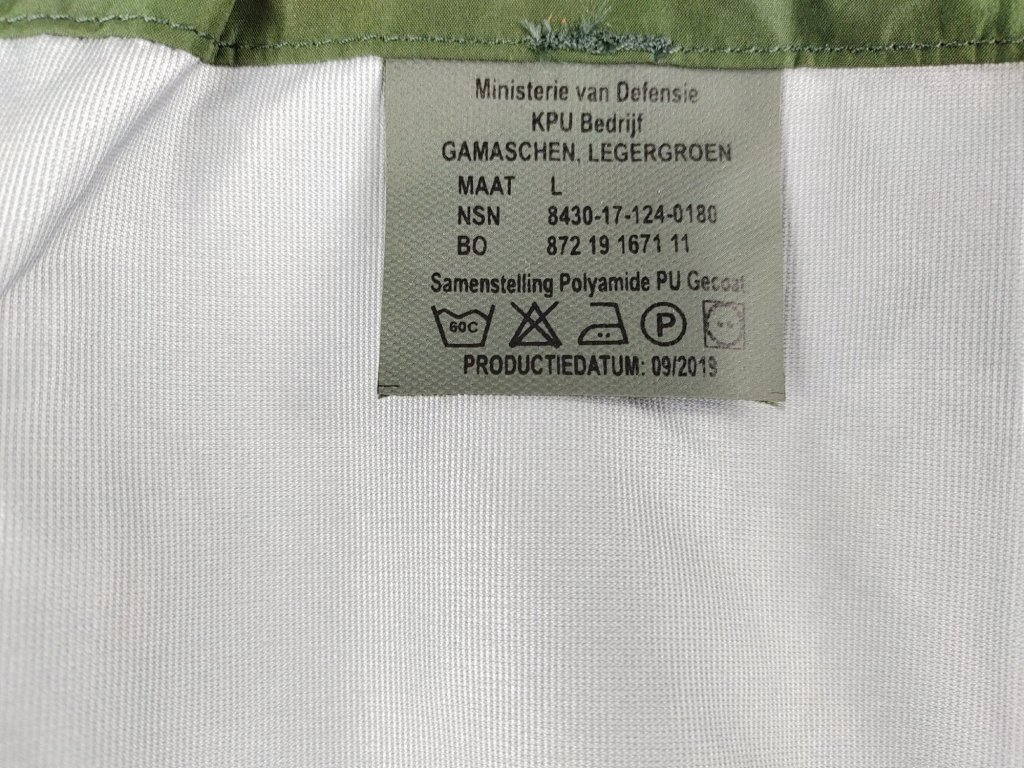 Ministerie van Defensie
KPU Bedrijf
GAMASCHEN. LEGERGROEN
MAAT L
NSN 8430-17-124-0180
BO 872 19 1671 11
Samenstelling Polyamide PU Gecoat
60C P
PRODUCTIEDATUM: 09/2019